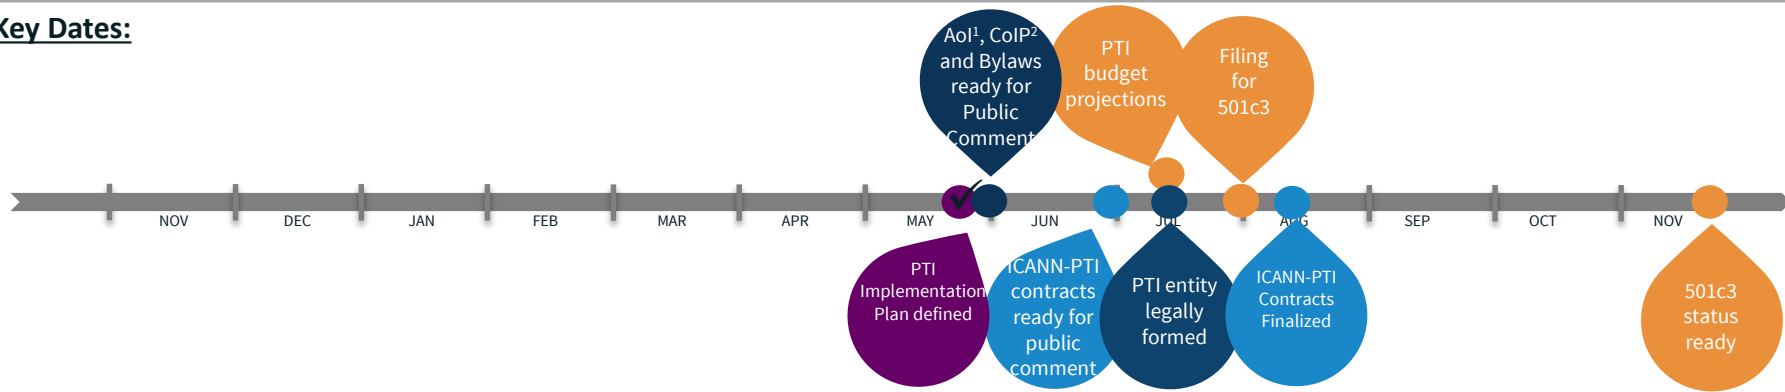 Key Dates:
AoI¹, CoIP²
and Bylaws
ready for
Public
Comment
PTI
budget
projections
Filing
for
501c3
NOV
DEC
JAN
FEB
MAR
APR
MAY
JUN
JUL
AUG
SEP
OCT
NOV
PTI
Implementation
Plan defined
ICANN-PTI
contracts
ready for
public
comment
PTI entity
legally
formed
ICANN-PTI
Contracts
Finalized
501c3
status
ready